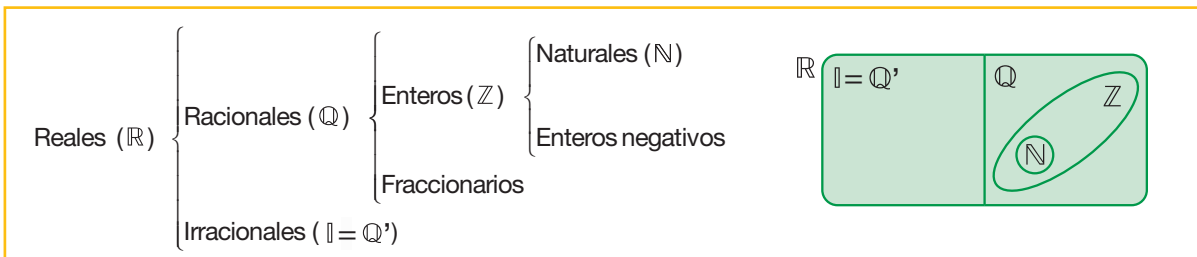 Reales (ℝ)
Racionales (ℚ)
Irracionales (𝕀 = ℚ’)
Enteros (ℤ)
Fraccionarios
Naturales (ℕ)
Enteros negativos
ℝ
𝕀 = ℚ’
ℚ
ℤ
ℕ